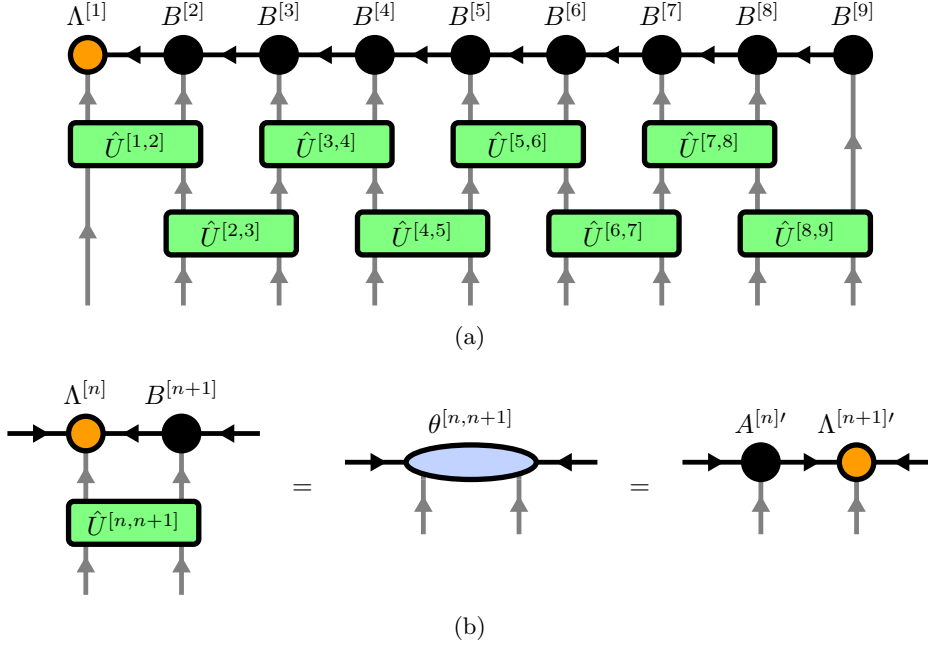 Λ^[1] B^[2] B^[3] B^[4] B^[5] B^[6] B^[7] B^[8] B^[9]
Û^[1,2] Û^[3,4] Û^[5,6] Û^[7,8]
Û^[2,3] Û^[4,5] Û^[6,7] Û^[8,9]
(a)
Λ^[n] B^[n+1] θ^[n,n+1] A^[n]′ Λ^[n+1]′
= =
Û^[n,n+1]
(b)